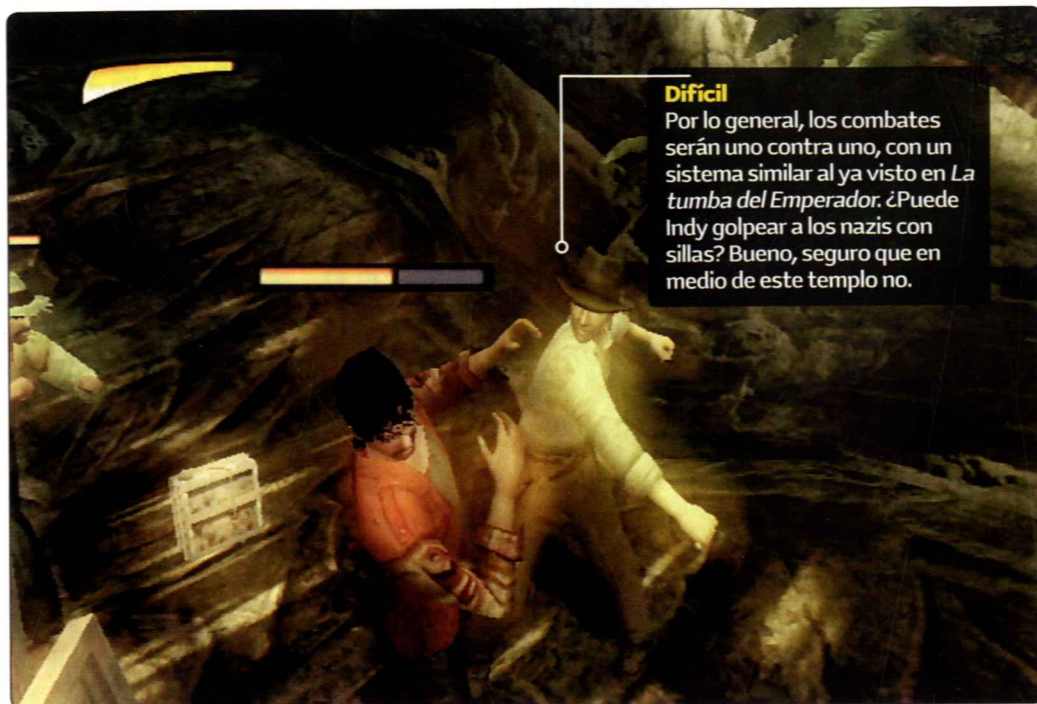 Difícil
Por lo general, los combates
serán uno contra uno, con un
sistema similar al ya visto en La
tumba del Emperador. ¿Puede
Indy golpear a los nazis con
sillas? Bueno, seguro que en
medio de este templo no.